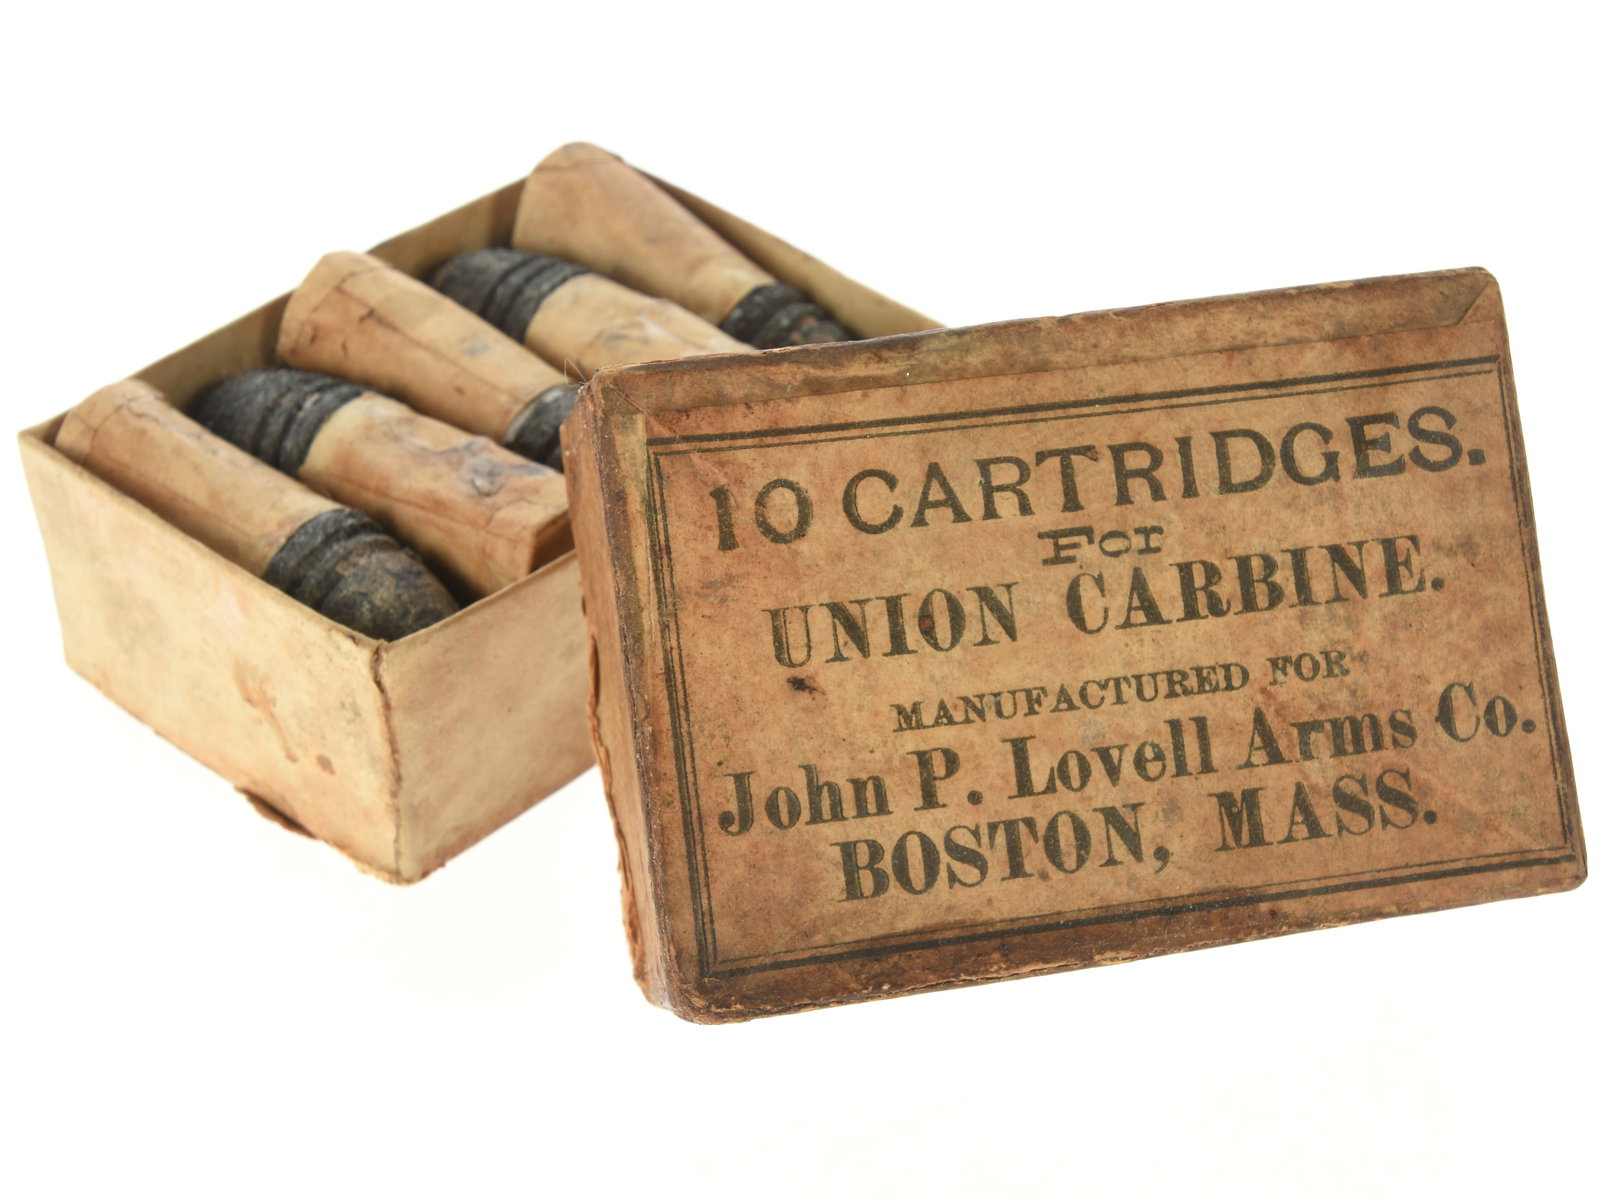 10 CARTRIDGES.
For
UNION CARBINE.
MANUFACTURED FOR
John P. Lovell Arms Co.
BOSTON, MASS.